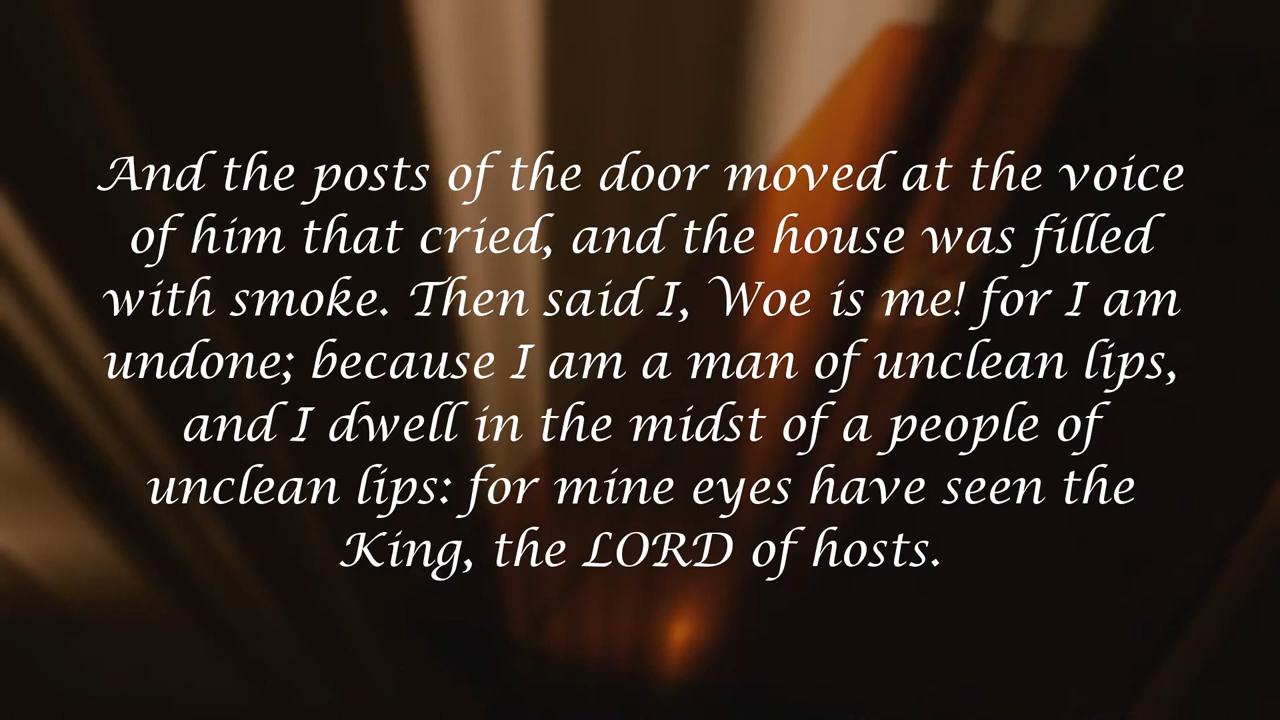 And the posts of the door moved at the voice
of him that cried, and the house was filled
with smoke. Then said I, Woe is me! for I am
undone; because I am a man of unclean lips,
and I dwell in the midst of a people of
unclean lips: for mine eyes have seen the
King, the LORD of hosts.